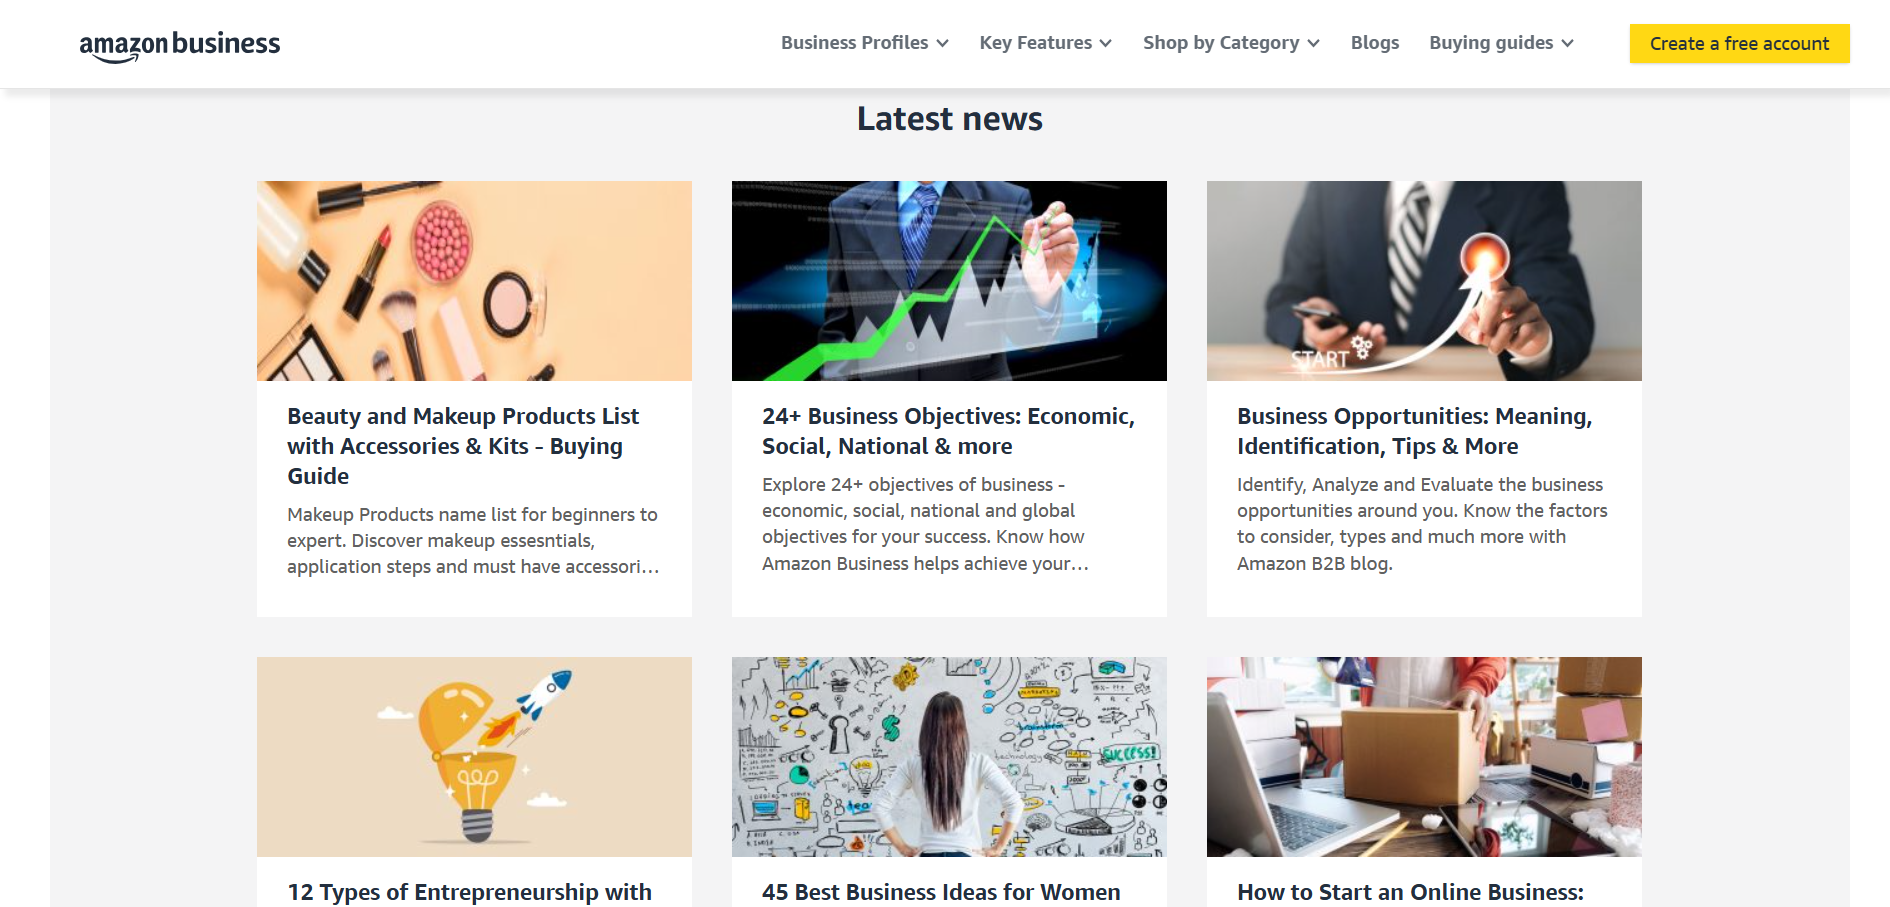 amazon business
Business Profiles
Key Features
Shop by Category
Blogs
Buying guides
Create a free account
Latest news
START
Beauty and Makeup Products List
with Accessories & Kits - Buying
Guide
Makeup Products name list for beginners to
expert. Discover makeup essesntials,
application steps and must have accessori...
24+ Business Objectives: Economic,
Social, National & more
Explore 24+ objectives of business -
economic, social, national and global
objectives for your success. Know how
Amazon Business helps achieve your...
Business Opportunities: Meaning,
Identification, Tips & More
Identify, Analyze and Evaluate the business
opportunities around you. Know the factors
to consider, types and much more with
Amazon B2B blog.
SUCCESS!
technology
12 Types of Entrepreneurship with
45 Best Business Ideas for Women
How to Start an Online Business: